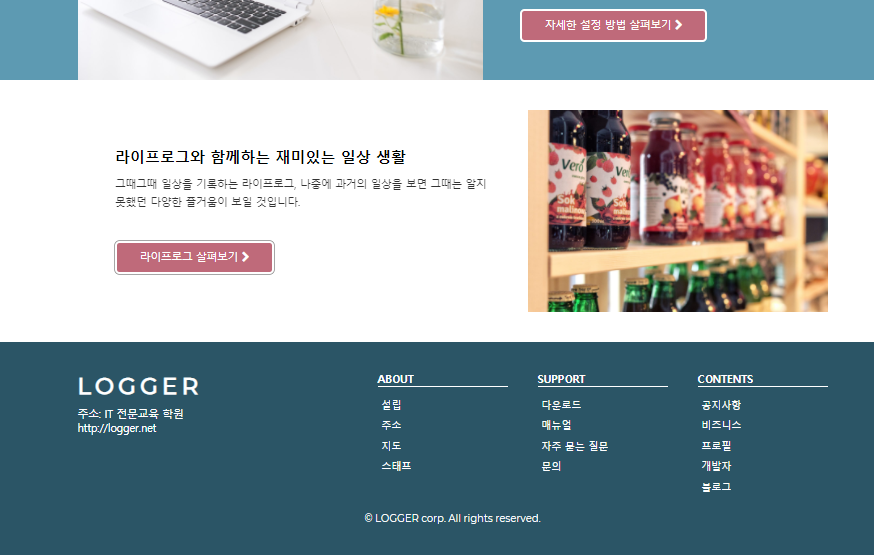 자세한 설정 방법 살펴보기
라이프로그와 함께하는 재미있는 일상 생활
그때그때 일상을 기록하는 라이프로그, 나중에 과거의 일상을 보면 그때는 알지
못했던 다양한 즐거움이 보일 것입니다.
라이프로그 살펴보기
Vero
Vero
Sok
Sok
malinowy
LOGGER
주소: IT 전문교육 학원
http://logger.net
ABOUT
설립
주소
지도
스태프
SUPPORT
다운로드
매뉴얼
자주 묻는 질문
문의
CONTENTS
공지사항
비즈니스
프로필
개발자
블로그
© LOGGER corp. All rights reserved.